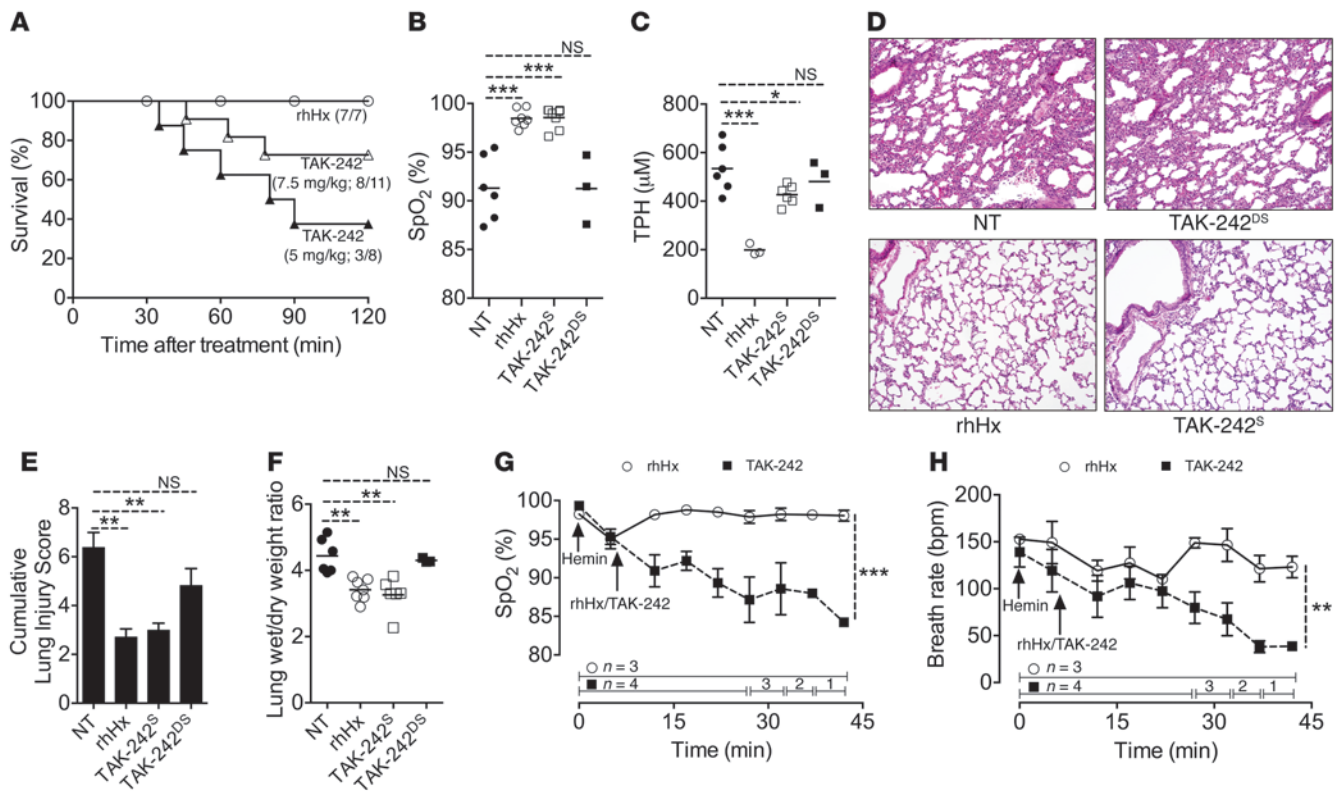 A
Survival (%)
100
80
60
40
20
0
0
30
60
90
120
Time after treatment (min)
rhHx (7/7)
TAK-242
(7.5 mg/kg; 8/11)
TAK-242
(5 mg/kg; 3/8)
B
SpO2 (%)
100
95
90
85
80
NS
***
***
NT
rhHx
TAK-242S
TAK-242DS
C
TPH (μM)
800
600
400
200
0
NS
*
***
NT
rhHx
TAK-242S
TAK-242DS
D
NT
TAK-242DS
rhHx
TAK-242S
E
Cumulative
Lung Injury Score
8
6
4
2
0
NS
**
**
NT
rhHx
TAK-242S
TAK-242DS
F
Lung wet/dry weight ratio
6
4
2
0
NS
**
**
NT
rhHx
TAK-242S
TAK-242DS
G
rhHx
TAK-242
SpO2 (%)
100
95
90
85
80
Hemin
rhHx/TAK-242
***
n = 3
n = 4
3
2
1
0
15
30
45
Time (min)
H
rhHx
TAK-242
Breath rate (bpm)
200
150
100
50
0
Hemin
rhHx/TAK-242
**
n = 3
n = 4
3
2
1
0
15
30
45
Time (min)